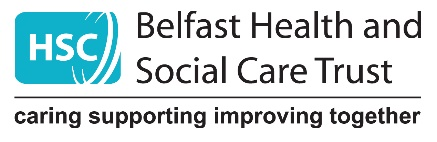 HSC
Belfast Health and
Social Care Trust
caring supporting improving together